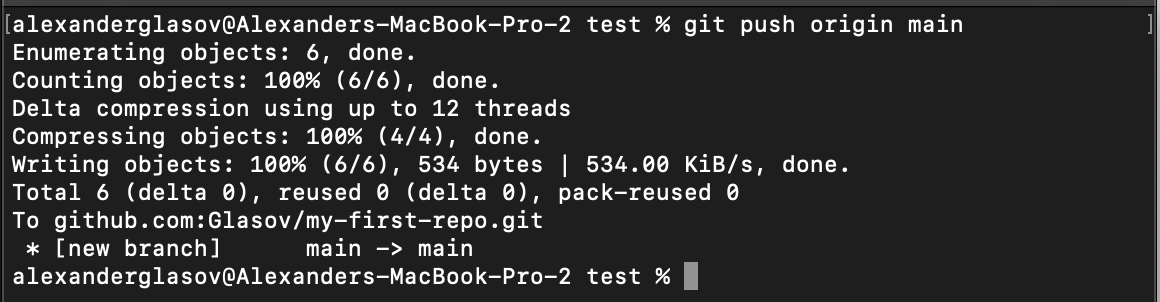 [alexanderglasov@Alexanders-MacBook-Pro-2 test % git push origin main ]
Enumerating objects: 6, done.
Counting objects: 100% (6/6), done.
Delta compression using up to 12 threads
Compressing objects: 100% (4/4), done.
Writing objects: 100% (6/6), 534 bytes | 534.00 KiB/s, done.
Total 6 (delta 0), reused 0 (delta 0), pack-reused 0
To github.com:Glasov/my-first-repo.git
 * [new branch]      main -> main
alexanderglasov@Alexanders-MacBook-Pro-2 test %